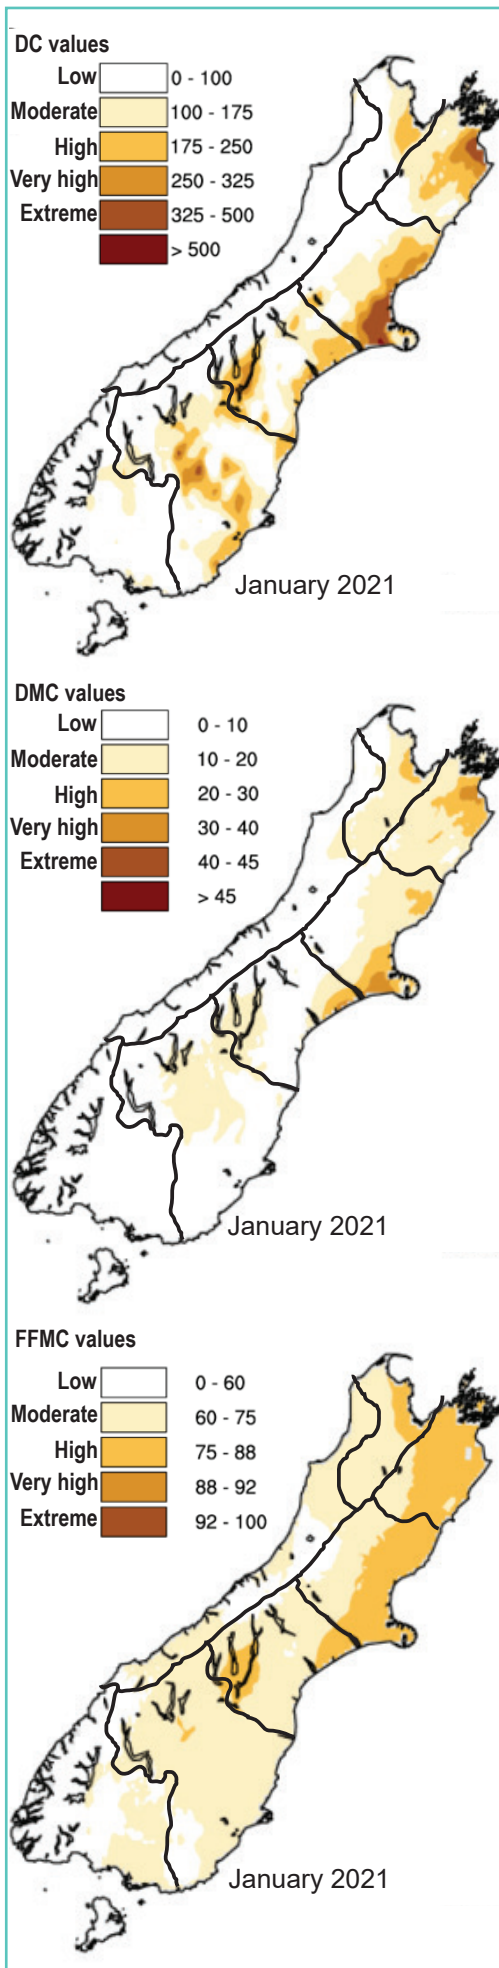 DC values
Low 0 - 100
Moderate 100 - 175
High 175 - 250
Very high 250 - 325
Extreme 325 - 500
> 500
January 2021
DMC values
Low 0 - 10
Moderate 10 - 20
High 20 - 30
Very high 30 - 40
Extreme 40 - 45
> 45
January 2021
FFMC values
Low 0 - 60
Moderate 60 - 75
High 75 - 88
Very high 88 - 92
Extreme 92 - 100
January 2021